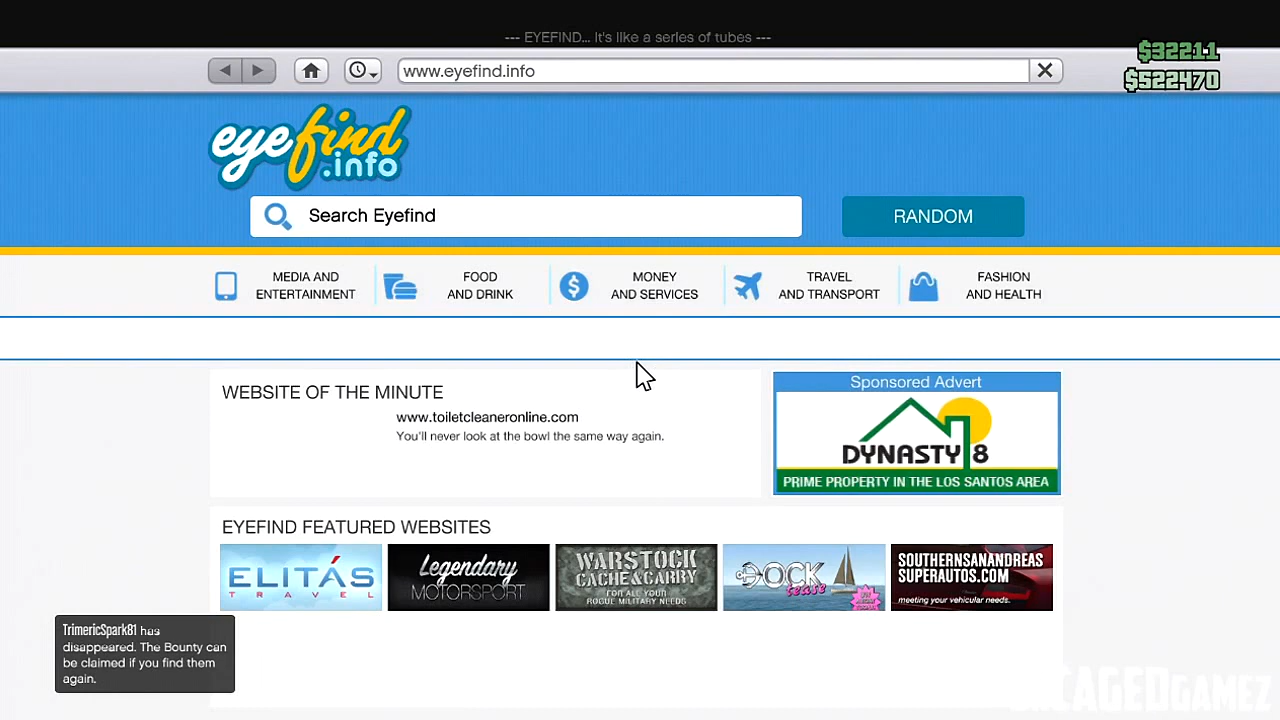 --- EYEFIND... It's like a series of tubes ---
$32211
www.eyefind.info
$522470
eyefind
.info
Search Eyefind
RANDOM
MEDIA AND
ENTERTAINMENT
FOOD
AND DRINK
MONEY
AND SERVICES
TRAVEL
AND TRANSPORT
FASHION
AND HEALTH
WEBSITE OF THE MINUTE
www.toiletcleaneronline.com
You'll never look at the bowl the same way again.
Sponsored Advert
DYNASTY 8
PRIME PROPERTY IN THE LOS SANTOS AREA
EYEFIND FEATURED WEBSITES
ELITÁS
TRAVEL
Legendary
MOTORSPORT
WARSTOCK
CACHE & CARRY
FOR ALL YOUR
ROGUE MILITARY NEEDS
DOCK
tease
SOUTHERNSANANDREAS
SUPERAUTOS.COM
meeting your vehicular needs.
TrimericSpark81 has
disappeared. The Bounty can
be claimed if you find them
again.